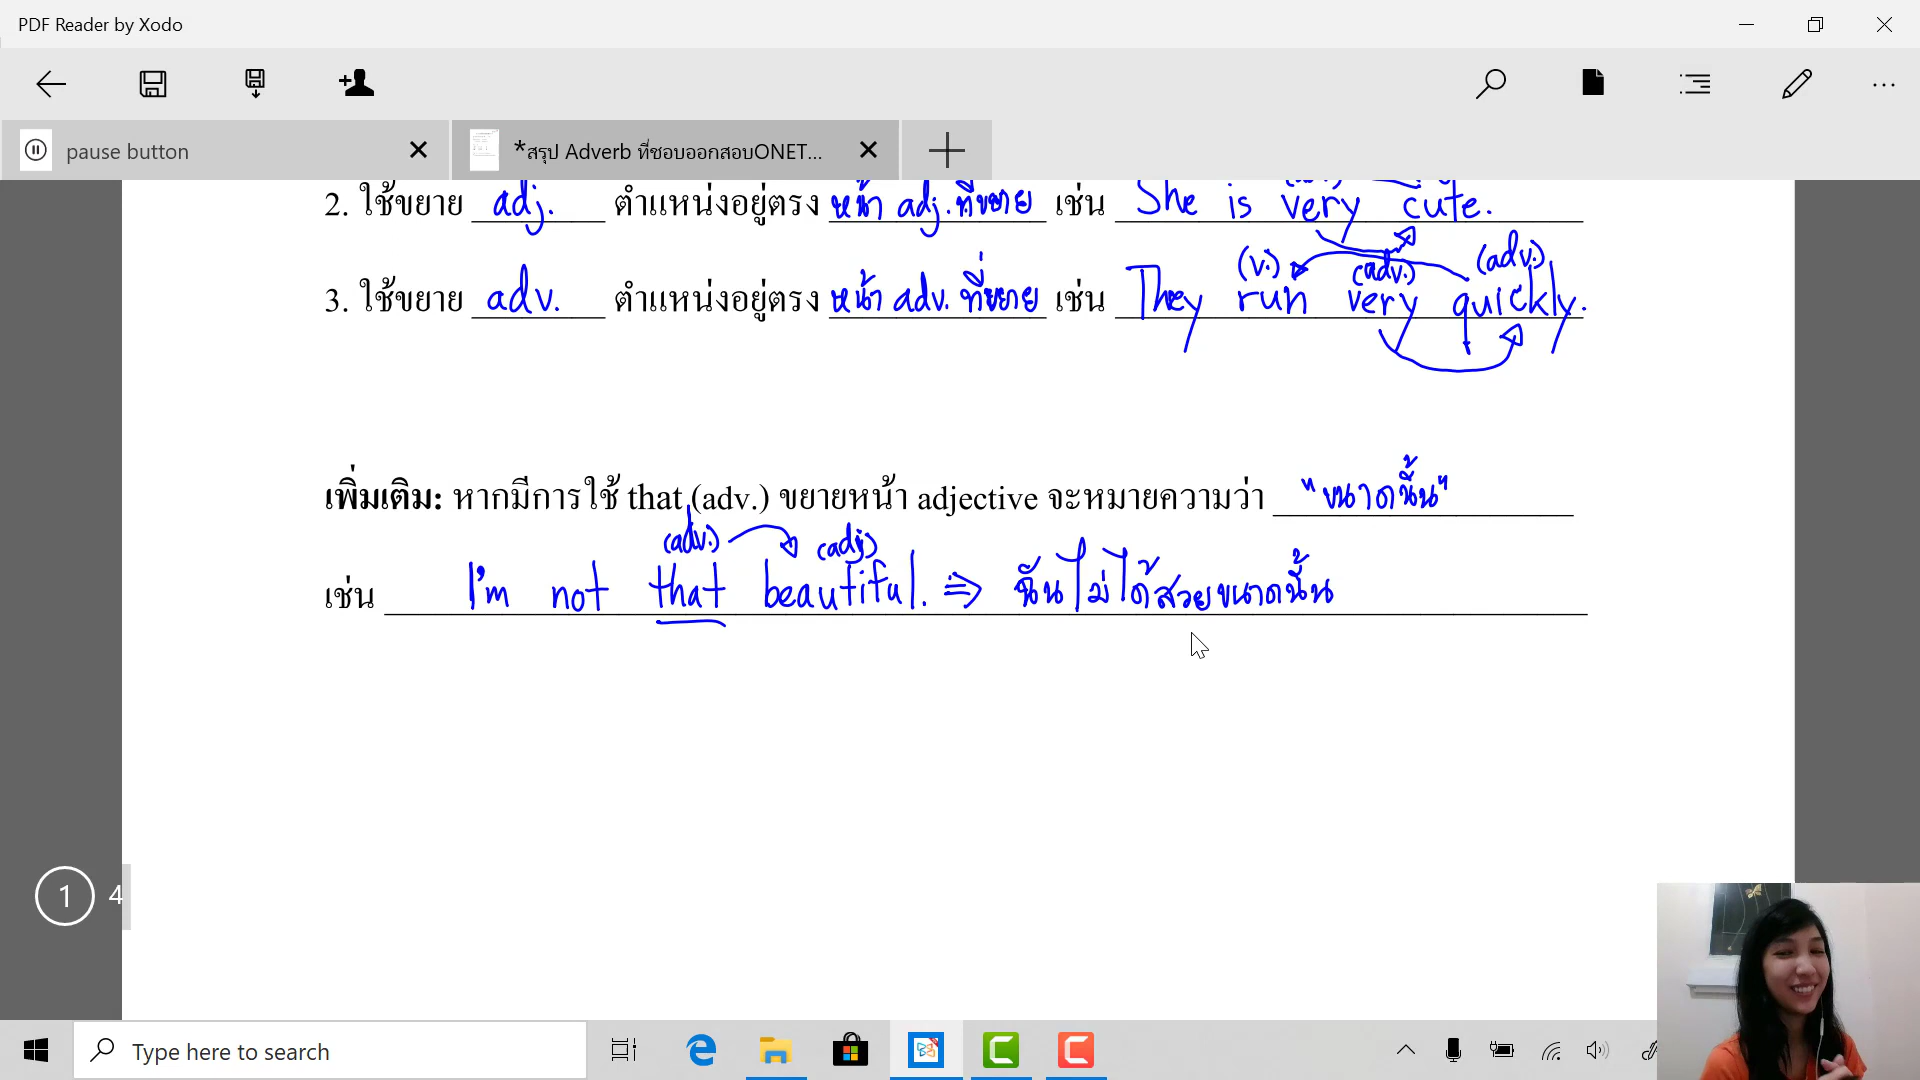 PDF Reader by Xodo
pause button
*สรุป Adverb ที่ชอบออกสอบONET...
2. ใช้ขยาย adj. ตำแหน่งอยู่ตรง หน้า adj. ที่ขยาย เช่น She is very cute.
(v.) (adv.) (adv.)
3. ใช้ขยาย adv. ตำแหน่งอยู่ตรง หน้า adv. ที่ขยาย เช่น They run very quickly.
เพิ่มเติม: หากมีการใช้ that (adv.) ขยายหน้า adjective จะหมายความว่า "ขนาดนั้น"
(adv.) (adj)
เช่น I'm not that beautiful. ⇒ ฉันไม่ได้สวยขนาดนั้น
1 4
Type here to search